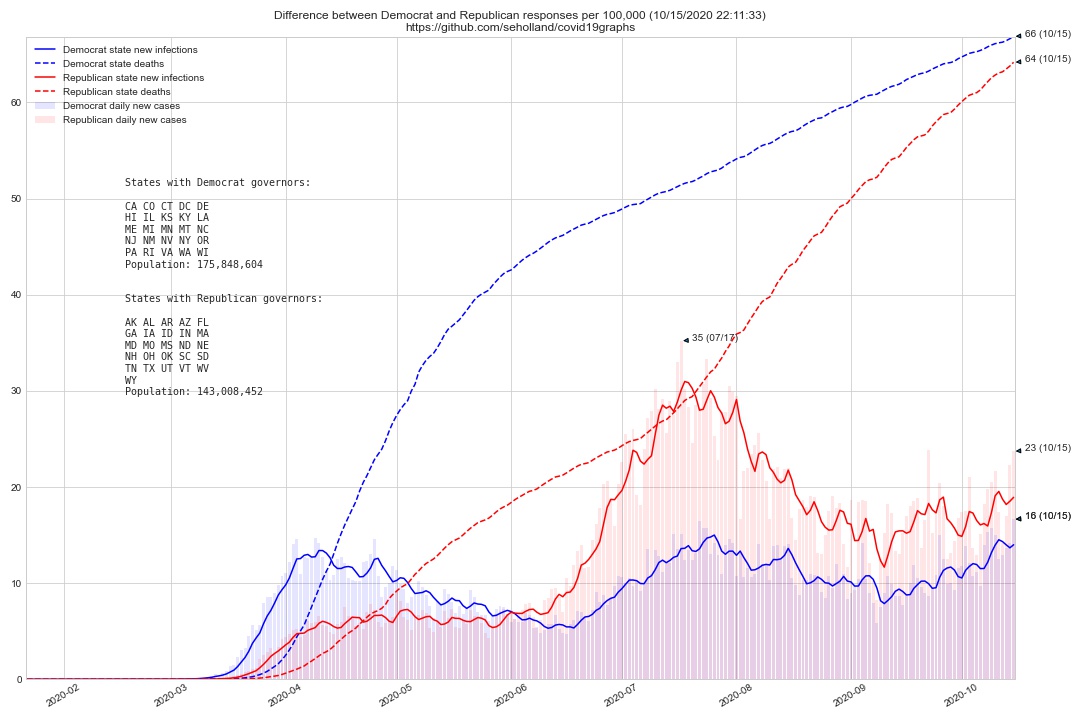 Difference between Democrat and Republican responses per 100,000 (10/15/2020 22:11:33)
https://github.com/seholland/covid19graphs
Democrat state new infections
Democrat state deaths
Republican state new infections
Republican state deaths
Democrat daily new cases
Republican daily new cases
States with Democrat governors:
CA CO CT DC DE
HI IL KS KY LA
ME MI MN MT NC
NJ NM NV NY OR
PA RI VA WA WI
Population: 175,848,604
States with Republican governors:
AK AL AR AZ FL
GA IA ID IN MA
MD MO MS ND NE
NH OH OK SC SD
TN TX UT VT WV
WY
Population: 143,008,452
66 (10/15)
64 (10/15)
35 (07/17)
23 (10/15)
16 (10/15)
60
50
40
30
20
10
0
2020-02
2020-03
2020-04
2020-05
2020-06
2020-07
2020-08
2020-09
2020-10